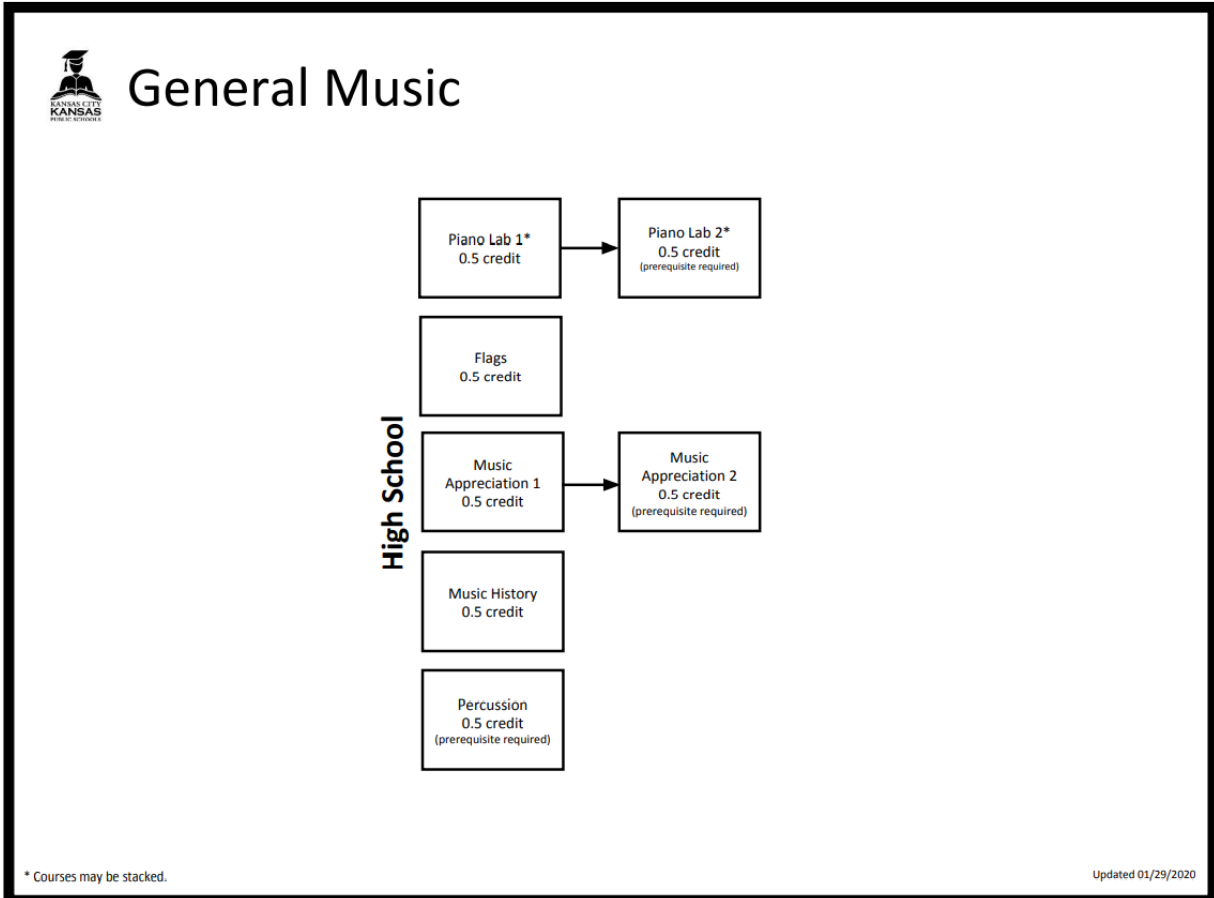 KANSAS CITY
KANSAS
PUBLIC SCHOOLS
General Music
High School
Piano Lab 1*
0.5 credit
Piano Lab 2*
0.5 credit
(prerequisite required)
Flags
0.5 credit
Music
Appreciation 1
0.5 credit
Music
Appreciation 2
0.5 credit
(prerequisite required)
Music History
0.5 credit
Percussion
0.5 credit
(prerequisite required)
* Courses may be stacked.
Updated 01/29/2020